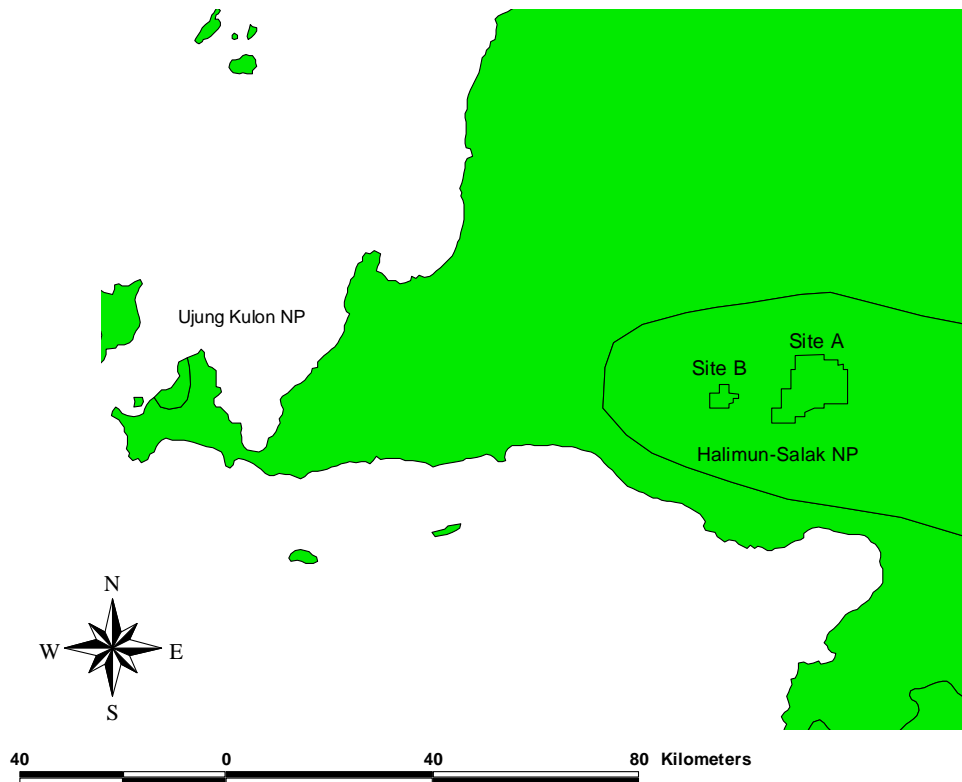 Ujung Kulon NP
Site A
Site B
Halimun-Salak NP
N
W E
S
40 0 40 80 Kilometers